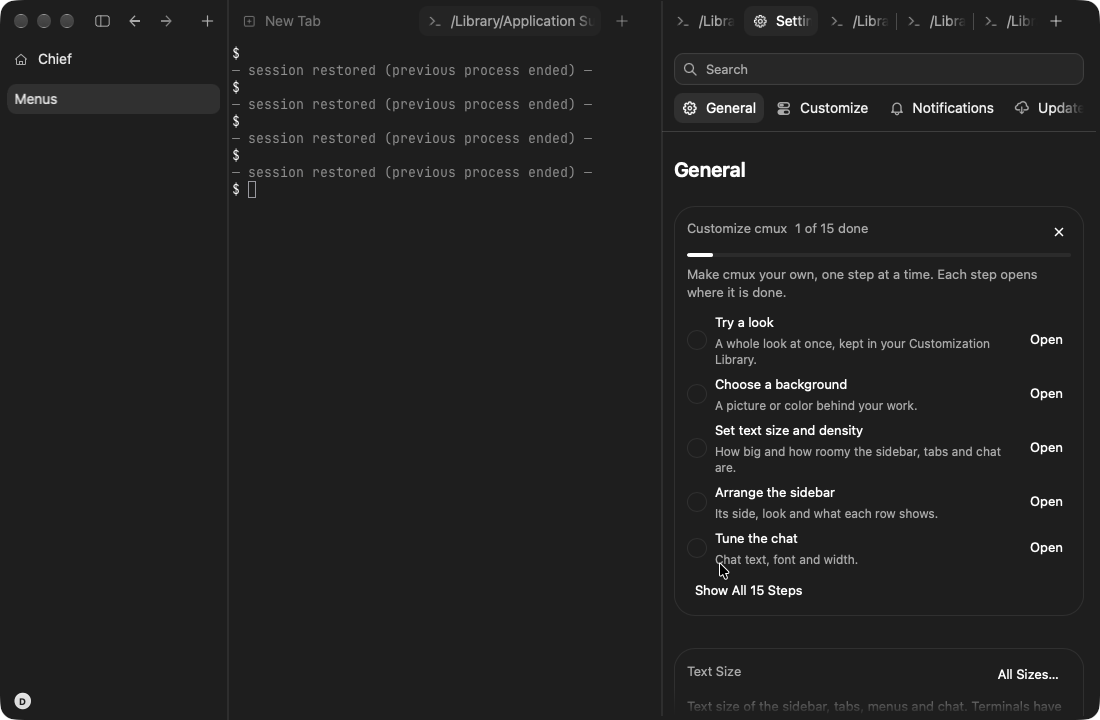 New Tab
/Library/Application Su
/Libra
Settin
/Libra
/Libra
/Libr
Chief
Menus
$
— session restored (previous process ended) —
$
— session restored (previous process ended) —
$
— session restored (previous process ended) —
$
— session restored (previous process ended) —
$
Search
General
Customize
Notifications
Update
General
Customize cmux 1 of 15 done
Make cmux your own, one step at a time. Each step opens
where it is done.
Try a look
A whole look at once, kept in your Customization
Library.
Open
Choose a background
A picture or color behind your work.
Open
Set text size and density
How big and how roomy the sidebar, tabs and chat
are.
Open
Arrange the sidebar
Its side, look and what each row shows.
Open
Tune the chat
Chat text, font and width.
Open
Show All 15 Steps
Text Size
All Sizes...
Text size of the sidebar, tabs, menus and chat. Terminals have
D